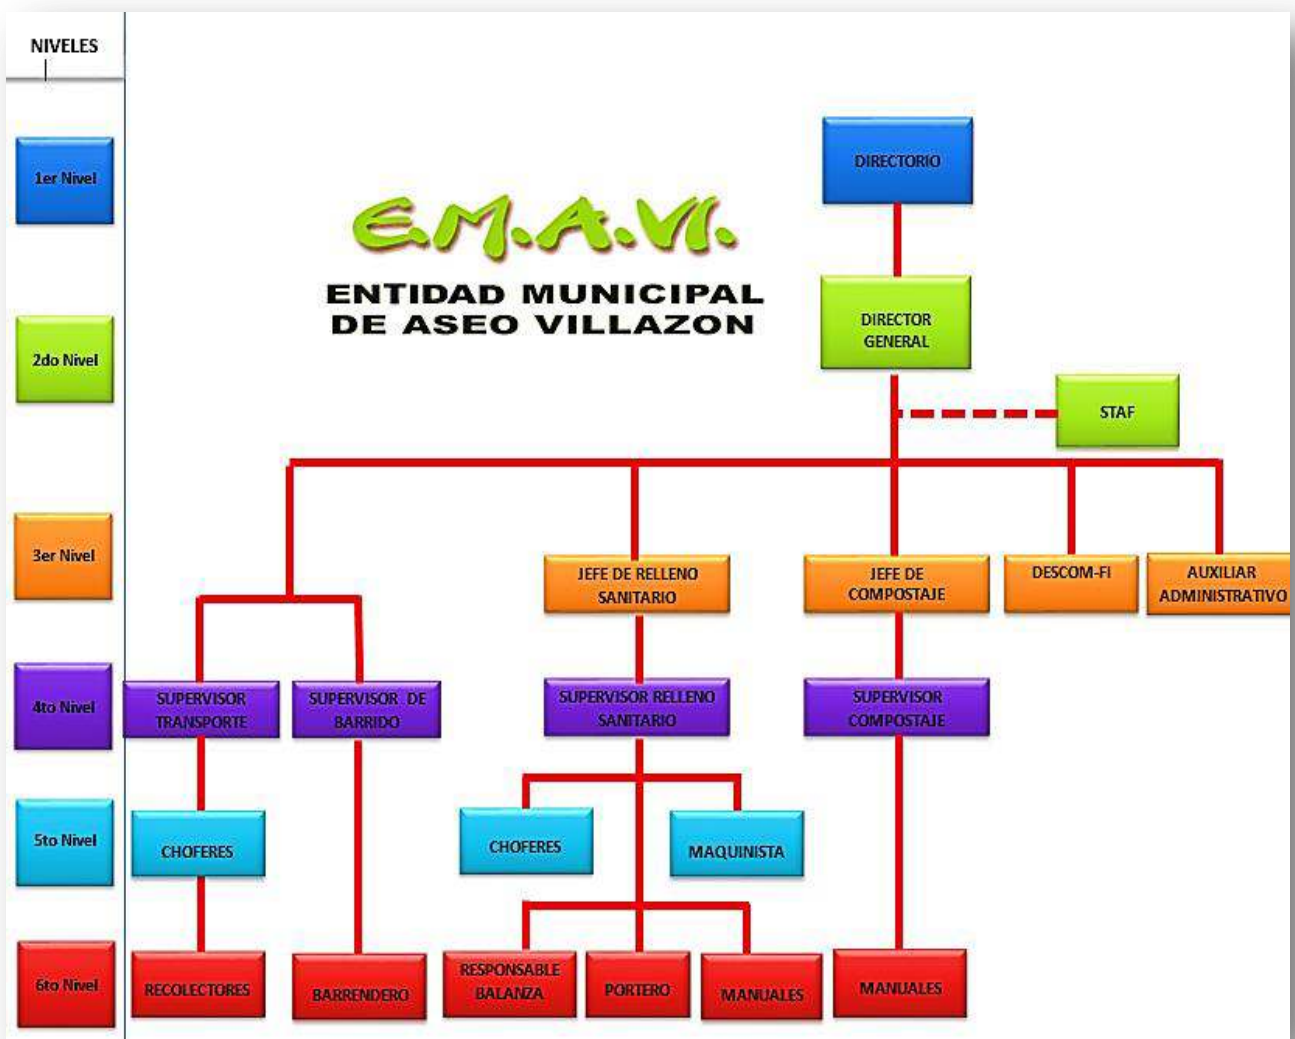 NIVELES
1er Nivel
DIRECTORIO
E.M.A.VI.
ENTIDAD MUNICIPAL
DE ASEO VILLAZON
2do Nivel
DIRECTOR
GENERAL
STAF
3er Nivel
JEFE DE RELLENO
SANITARIO
JEFE DE
COMPOSTAJE
DESCOM-FI
AUXILIAR
ADMINISTRATIVO
4to Nivel
SUPERVISOR
TRANSPORTE
SUPERVISOR DE
BARRIDO
SUPERVISOR RELLENO
SANITARIO
SUPERVISOR
COMPOSTAJE
5to Nivel
CHOFERES
CHOFERES
MAQUINISTA
6to Nivel
RECOLECTORES
BARRENDERO
RESPONSABLE
BALANZA
PORTERO
MANUALES
MANUALES